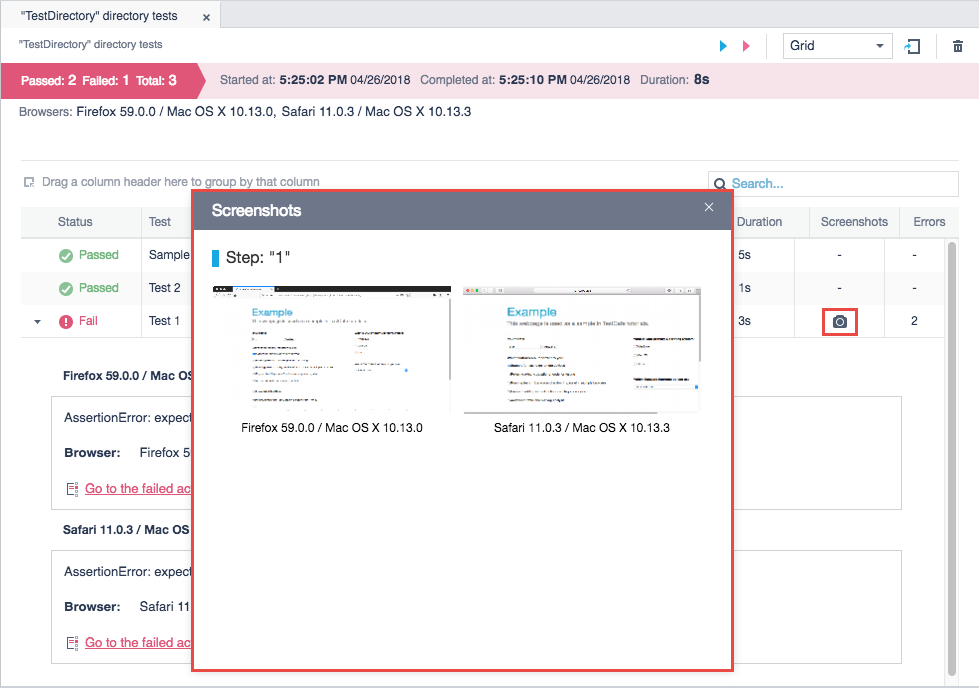 "TestDirectory" directory tests ×
"TestDirectory" directory tests
Grid
Passed: 2 Failed: 1 Total: 3 Started at: 5:25:02 PM 04/26/2018 Completed at: 5:25:10 PM 04/26/2018 Duration: 8s
Browsers: Firefox 59.0.0 / Mac OS X 10.13.0, Safari 11.0.3 / Mac OS X 10.13.3
Drag a column header here to group by that column
Search...
Status Test Duration Screenshots Errors
Passed Sample 5s - -
Passed Test 2 1s - -
Fail Test 1 3s 2
Firefox 59.0.0 / Mac OS
AssertionError: expect
Browser: Firefox 5
Go to the failed ac
Safari 11.0.3 / Mac OS
AssertionError: expect
Browser: Safari 11
Go to the failed ac
Screenshots ×
Step: "1"
Example
Example
This webpage is used as a sample in TestCafe tutorials.
Firefox 59.0.0 / Mac OS X 10.13.0
Safari 11.0.3 / Mac OS X 10.13.3